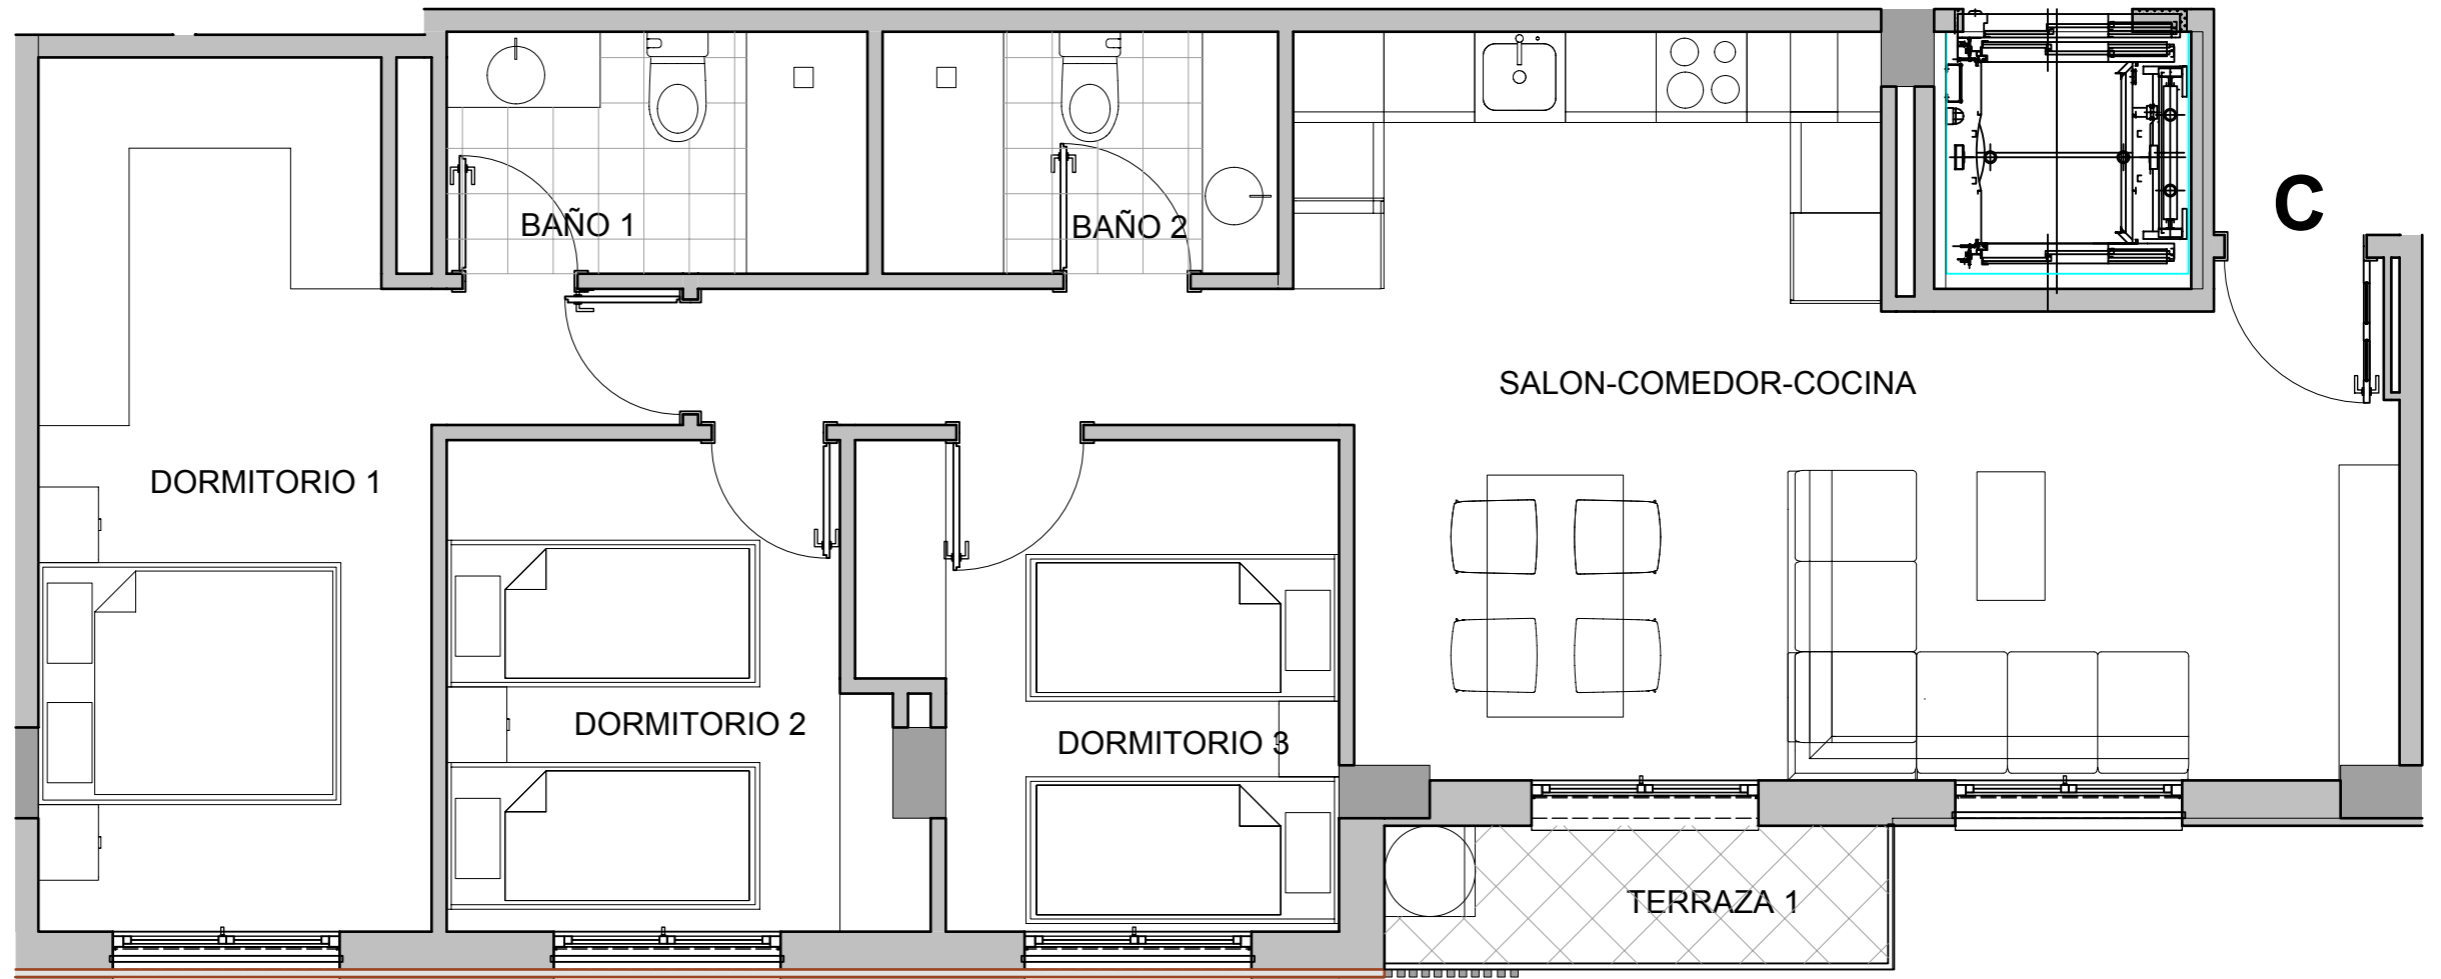 C
BAÑO 1
BAÑO 2
SALON-COMEDOR-COCINA
DORMITORIO 1
DORMITORIO 2
DORMITORIO 3
TERRAZA 1